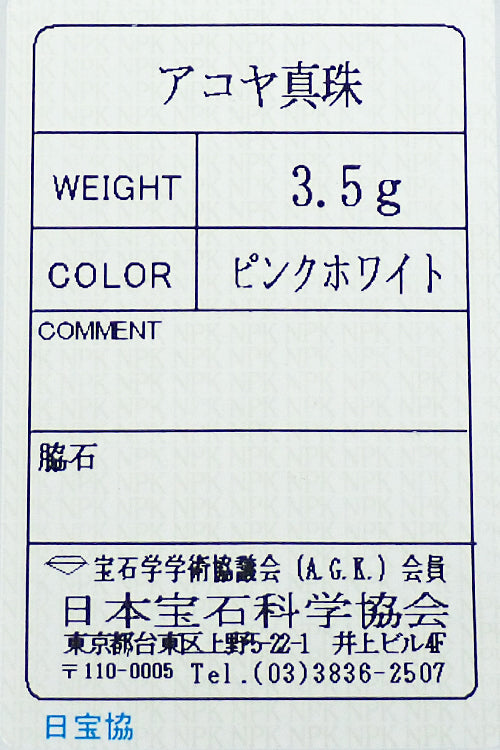 アコヤ真珠
WEIGHT 3.5g
COLOR ピンクホワイト
COMMENT
脇石
宝石学学術協議会 (A.G.K.) 会員
日本宝石科学協会
東京都台東区上野5-22-1 井上ビル4F
〒110-0005 Tel.(03)3836-2507
日宝協